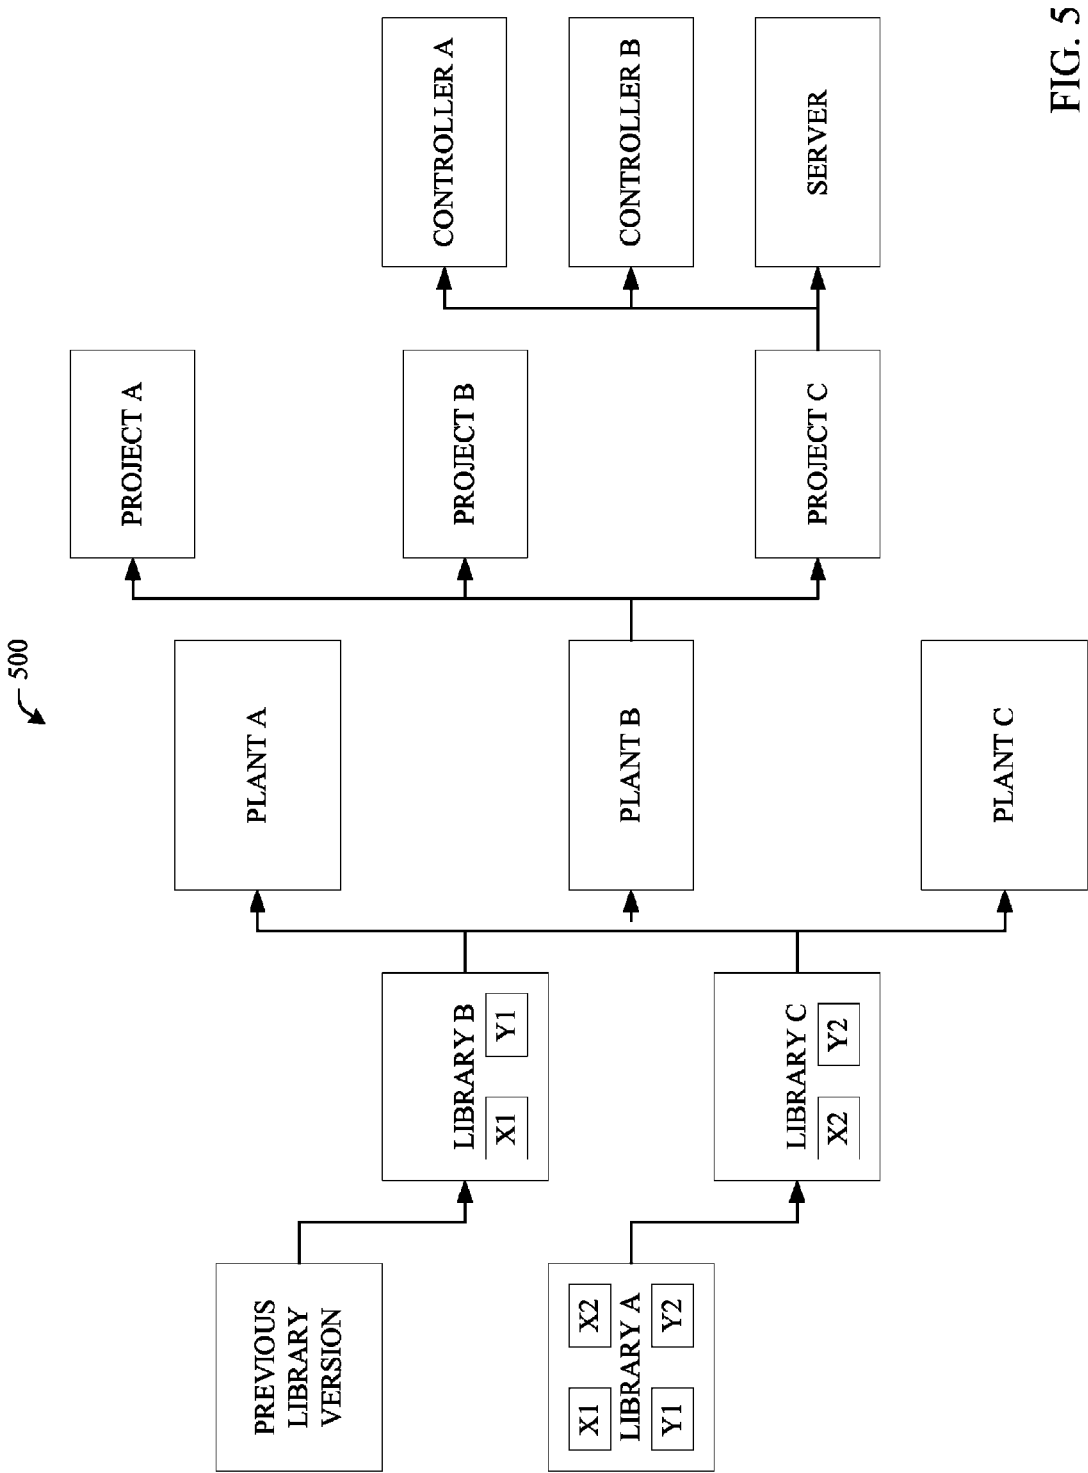 500
PREVIOUS
LIBRARY
VERSION
X1
X2
LIBRARY A
Y1
Y2
LIBRARY B
X1
Y1
LIBRARY C
X2
Y2
PLANT A
PLANT B
PLANT C
PROJECT A
PROJECT B
PROJECT C
CONTROLLER A
CONTROLLER B
SERVER
FIG. 5